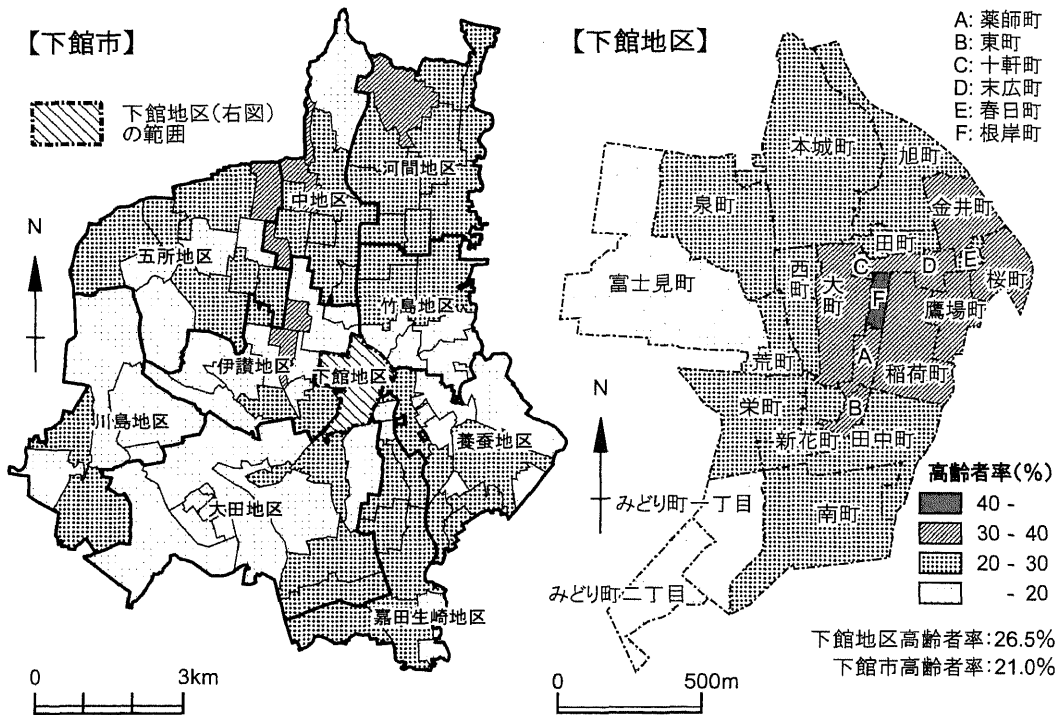 【下館市】
下館地区(右図)
の範囲
N
河間地区
中地区
五所地区
竹島地区
伊讃地区
下館地区
川島地区
養蚕地区
大田地区
嘉田生崎地区
0 3km
【下館地区】
A: 薬師町
B: 東町
C: 十軒町
D: 末広町
E: 春日町
F: 根岸町
本城町
旭町
泉町
金井町
田町
西町
大町
C
D
E
桜町
富士見町
F
鷹場町
A
荒町
稲荷町
N
栄町
B
新花町
田中町
みどり町一丁目
南町
みどり町二丁目
高齢者率(%)
40 -
30 - 40
20 - 30
- 20
下館地区高齢者率:26.5%
下館市高齢者率:21.0%
0 500m